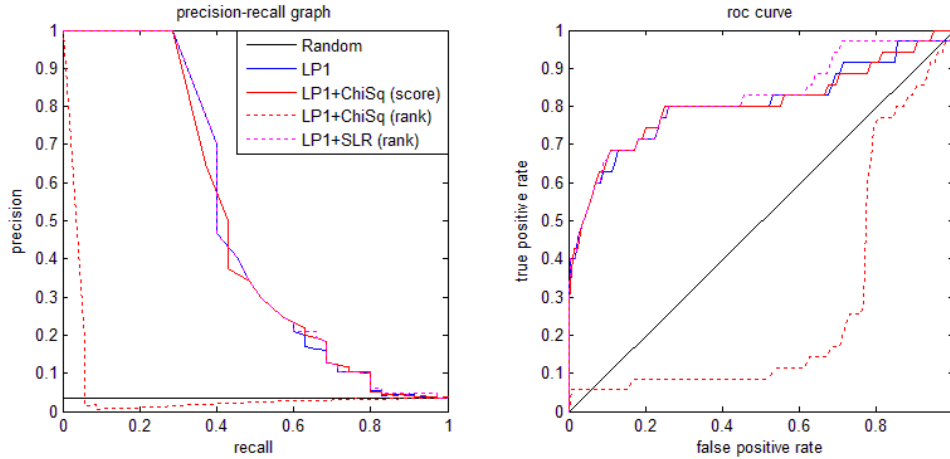 precision-recall graph
1
0.9
0.8
0.7
0.6
0.5
0.4
0.3
0.2
0.1
0
precision
0 0.2 0.4 0.6 0.8 1
recall
Random
LP1
LP1+ChiSq (score)
LP1+ChiSq (rank)
LP1+SLR (rank)
roc curve
1
0.9
0.8
0.7
0.6
0.5
0.4
0.3
0.2
0.1
0
true positive rate
0 0.2 0.4 0.6 0.8
false positive rate